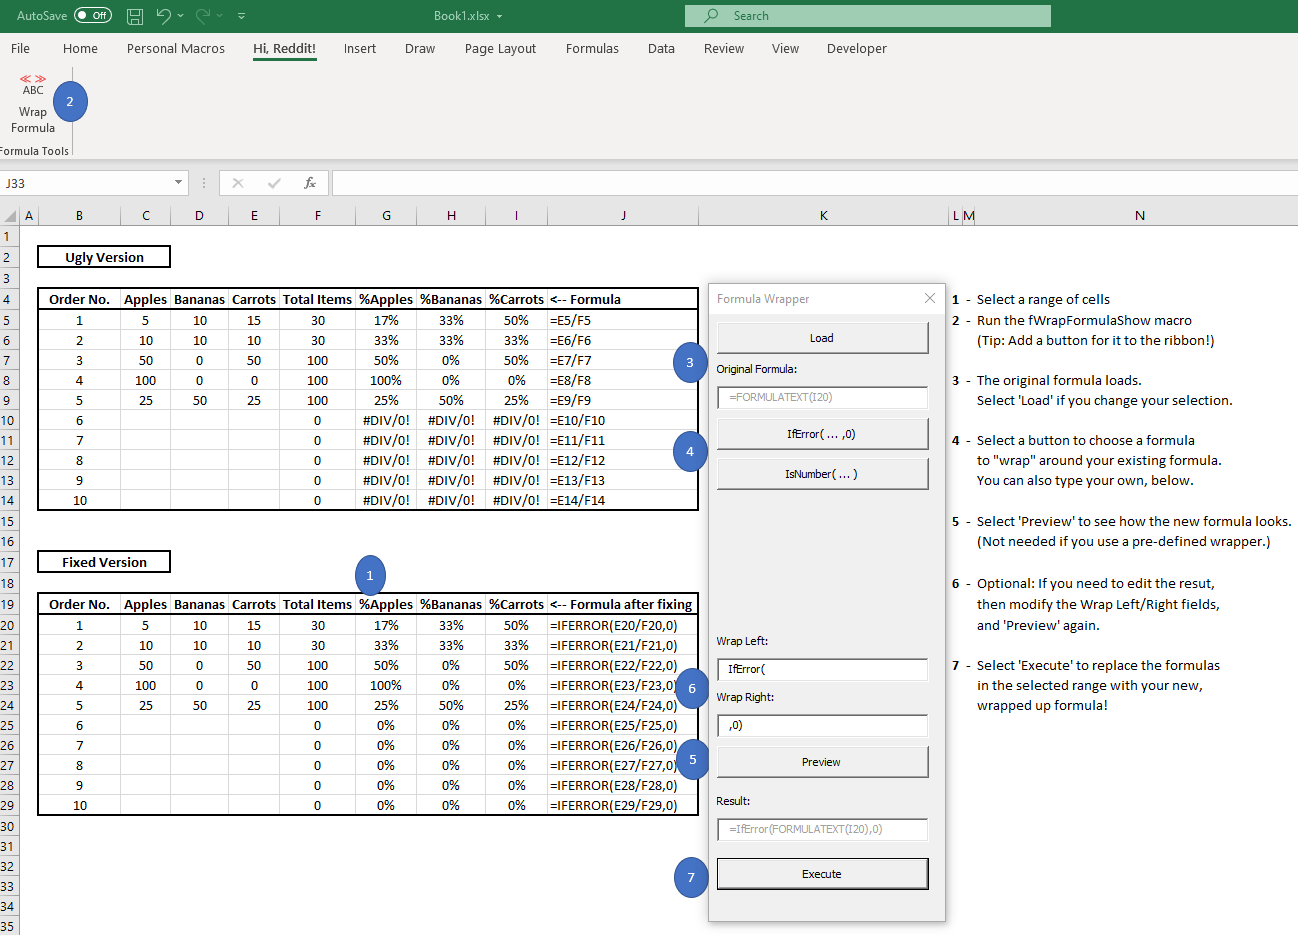 AutoSave Off Book1.xlsx Search
File Home Personal Macros Hi, Reddit! Insert Draw Page Layout Formulas Data Review View Developer
ABC
Wrap
Formula
2
Formula Tools
J33 fx
A B C D E F G H I J K L M N
1
2 Ugly Version
3
4 Order No. Apples Bananas Carrots Total Items %Apples %Bananas %Carrots <-- Formula
5 1 5 10 15 30 17% 33% 50% =E5/F5
6 2 10 10 10 30 33% 33% 33% =E6/F6
7 3 50 0 50 100 50% 0% 50% =E7/F7
8 4 100 0 0 100 100% 0% 0% =E8/F8
9 5 25 50 25 100 25% 50% 25% =E9/F9
10 6 0 #DIV/0! #DIV/0! #DIV/0! =E10/F10
11 7 0 #DIV/0! #DIV/0! #DIV/0! =E11/F11
12 8 0 #DIV/0! #DIV/0! #DIV/0! =E12/F12
13 9 0 #DIV/0! #DIV/0! #DIV/0! =E13/F13
14 10 0 #DIV/0! #DIV/0! #DIV/0! =E14/F14
15
16
17 Fixed Version
18 1
19 Order No. Apples Bananas Carrots Total Items %Apples %Bananas %Carrots <-- Formula after fixing
20 1 5 10 15 30 17% 33% 50% =IFERROR(E20/F20,0)
21 2 10 10 10 30 33% 33% 33% =IFERROR(E21/F21,0)
22 3 50 0 50 100 50% 0% 50% =IFERROR(E22/F22,0)
23 4 100 0 0 100 100% 0% 0% =IFERROR(E23/F23,0)
24 5 25 50 25 100 25% 50% 25% =IFERROR(E24/F24,0)
25 6 0 0% 0% 0% =IFERROR(E25/F25,0)
26 7 0 0% 0% 0% =IFERROR(E26/F26,0)
27 8 0 0% 0% 0% =IFERROR(E27/F27,0)
28 9 0 0% 0% 0% =IFERROR(E28/F28,0)
29 10 0 0% 0% 0% =IFERROR(E29/F29,0)
30
31
32
33
34
35
Formula Wrapper
Load
3
Original Formula:
=FORMULATEXT(I20)
IfError( ... ,0)
4
IsNumber( ... )
Wrap Left:
IfError(
6
Wrap Right:
,0)
5
Preview
Result:
=IfError(FORMULATEXT(I20),0)
7
Execute
1 - Select a range of cells
2 - Run the fWrapFormulaShow macro
(Tip: Add a button for it to the ribbon!)
3 - The original formula loads.
Select 'Load' if you change your selection.
4 - Select a button to choose a formula
to "wrap" around your existing formula.
You can also type your own, below.
5 - Select 'Preview' to see how the new formula looks.
(Not needed if you use a pre-defined wrapper.)
6 - Optional: If you need to edit the resut,
then modify the Wrap Left/Right fields,
and 'Preview' again.
7 - Select 'Execute' to replace the formulas
in the selected range with your new,
wrapped up formula!